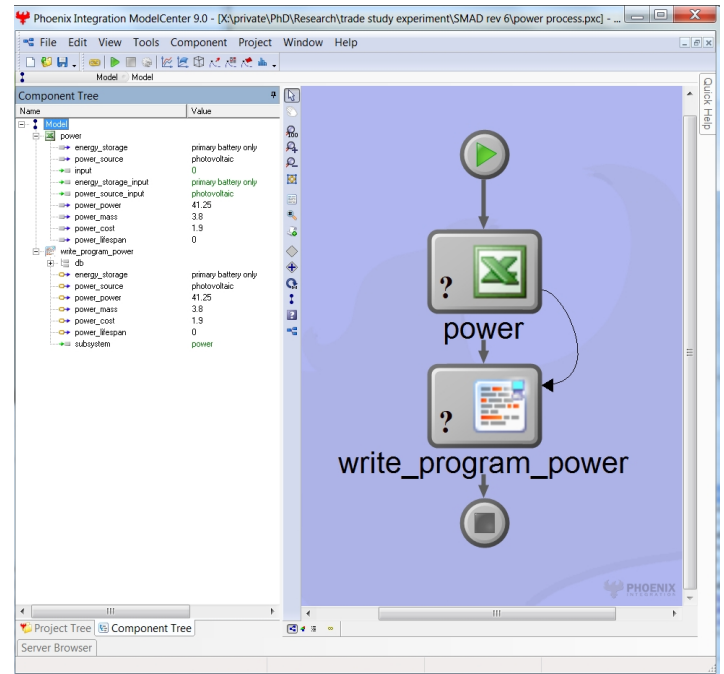 Phoenix Integration ModelCenter 9.0 - [X:\private\PhD\Research\trade study experiment\SMAD rev 6\power process.pxc] - ...
File Edit View Tools Component Project Window Help
Model Model
Component Tree
Quick Help
Name Value
Model
power
energy_storage primary battery only
power_source photovoltaic
input 0
energy_storage_input primary battery only
power_source_input photovoltaic
power_power 41.25
power_mass 3.8
power_cost 1.9
power_lifespan 0
write_program_power
db
energy_storage primary battery only
power_source photovoltaic
power_power 41.25
power_mass 3.8
power_cost 1.9
power_lifespan 0
subsystem power
100
?
power
?
write_program_power
PHOENIX
INTEGRATION
Project Tree Component Tree
Server Browser